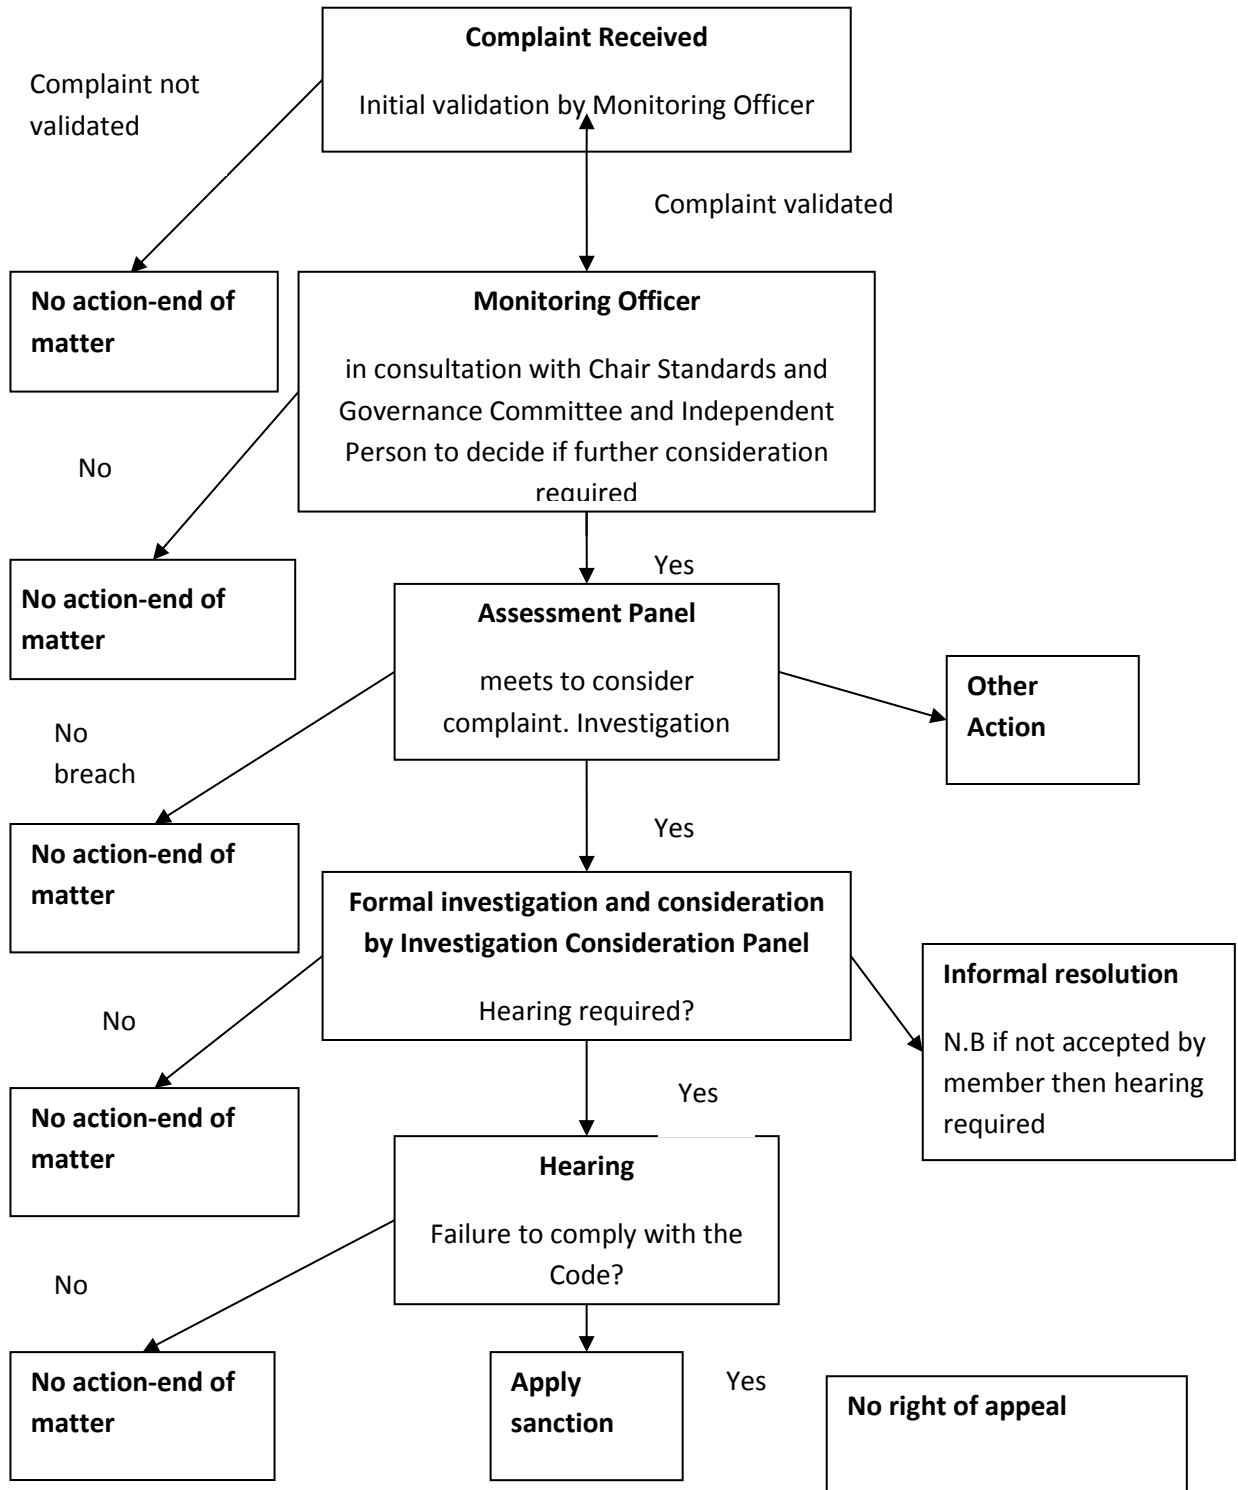 Complaint Received
Initial validation by Monitoring Officer
Complaint not
validated
Complaint validated
No action-end of
matter
Monitoring Officer
in consultation with Chair Standards and
Governance Committee and Independent
Person to decide if further consideration
required
No
Yes
No action-end of
matter
Assessment Panel
meets to consider
complaint. Investigation
Other
Action
No
breach
Yes
No action-end of
matter
Formal investigation and consideration
by Investigation Consideration Panel
Hearing required?
Informal resolution
N.B if not accepted by
member then hearing
required
No
Yes
No action-end of
matter
Hearing
Failure to comply with the
Code?
No
No action-end of
matter
Apply
sanction
Yes
No right of appeal